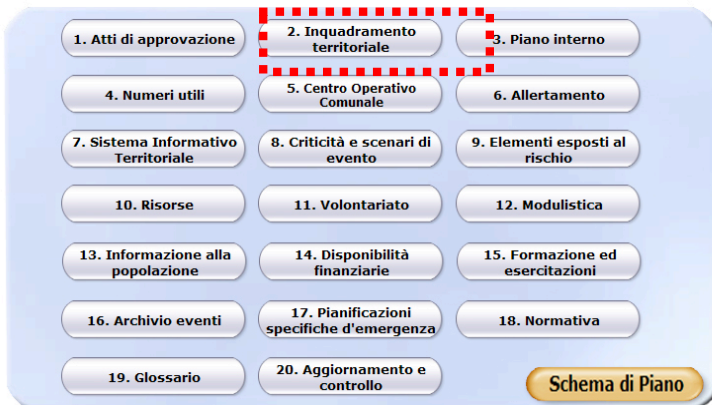 1. Atti di approvazione
2. Inquadramento
territoriale
3. Piano interno
4. Numeri utili
5. Centro Operativo
Comunale
6. Allertamento
7. Sistema Informativo
Territoriale
8. Criticità e scenari di
evento
9. Elementi esposti al
rischio
10. Risorse
11. Volontariato
12. Modulistica
13. Informazione alla
popolazione
14. Disponibilità
finanziarie
15. Formazione ed
esercitazioni
16. Archivio eventi
17. Pianificazioni
specifiche d'emergenza
18. Normativa
19. Glossario
20. Aggiornamento e
controllo
Schema di Piano